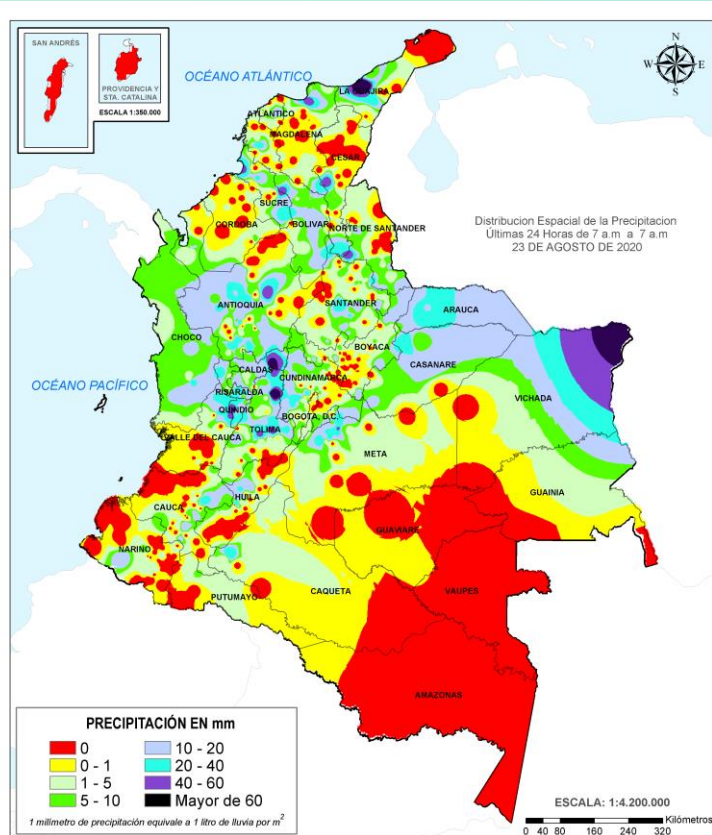 SAN ANDRÉS
PROVIDENCIA Y
STA. CATALINA
ESCALA 1:350.000
OCÉANO ATLÁNTICO
N
W
E
S
LA GUAJIRA
ATLANTICO
MAGDALENA
CESAR
SUCRE
CORDOBA
BOLIVAR
NORTE DE SANTANDER
Distribucion Espacial de la Precipitacion
Últimas 24 Horas de 7 a.m a 7 a.m
23 DE AGOSTO DE 2020
ANTIOQUIA
SANTANDER
ARAUCA
CHOCO
BOYACA
CASANARE
OCÉANO PACÍFICO
CALDAS
CUNDINAMARCA
RISARALDA
VICHADA
QUINDIO
BOGOTA, D.C.
TOLIMA
VALLE DEL CAUCA
META
GUAINIA
HUILA
CAUCA
GUAVIARE
NARIÑO
CAQUETA
VAUPES
PUTUMAYO
AMAZONAS
PRECIPITACIÓN EN mm
0
10 - 20
0 - 1
20 - 40
1 - 5
40 - 60
5 - 10
Mayor de 60
1 milimetro de precipitación equivale a 1 litro de lluvia por m²
ESCALA: 1:4.200.000
Kilómetros
0 40 80 160 240 320